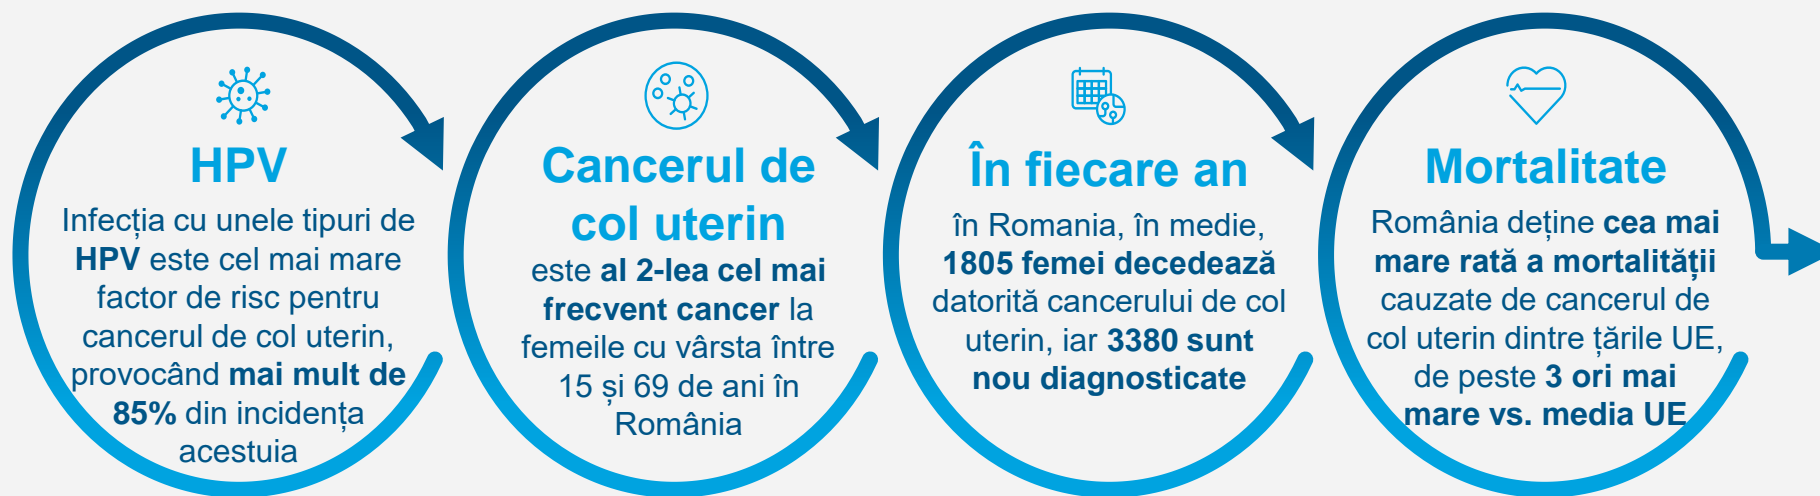 HPV
Infecția cu unele tipuri de
HPV este cel mai mare
factor de risc pentru
cancerul de col uterin,
provocând mai mult de
85% din incidența
acestuia
Cancerul de
col uterin
este al 2-lea cel mai
frecvent cancer la
femeile cu vârsta între
15 și 69 de ani în
România
În fiecare an
în Romania, în medie,
1805 femei decedează
datorită cancerului de col
uterin, iar 3380 sunt
nou diagnosticate
Mortalitate
România deține cea mai
mare rată a mortalității
cauzate de cancerul de
col uterin dintre țările UE,
de peste 3 ori mai
mare vs. media UE